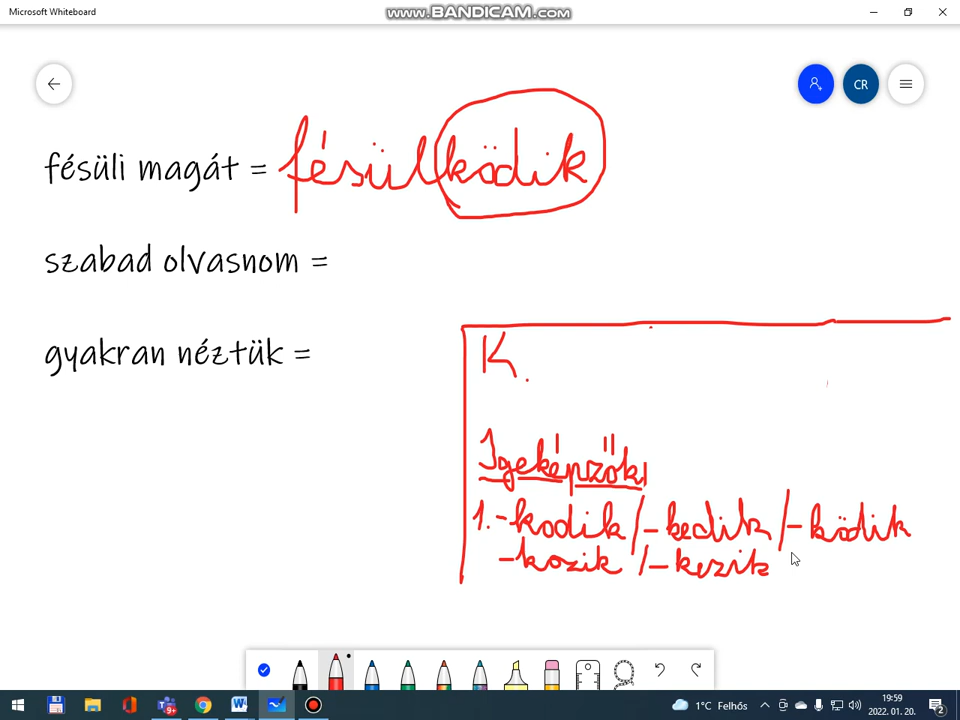 www.BANDICAM.com
Microsoft Whiteboard
CR
fésüli magát = fésülködik
szabad olvasnom =
gyakran néztük =
K.
Igeképzők
1. -kodik / -kedik / -ködik
-kozik / -kezik
1°C Felhős
19:59
2022. 01. 20.
2